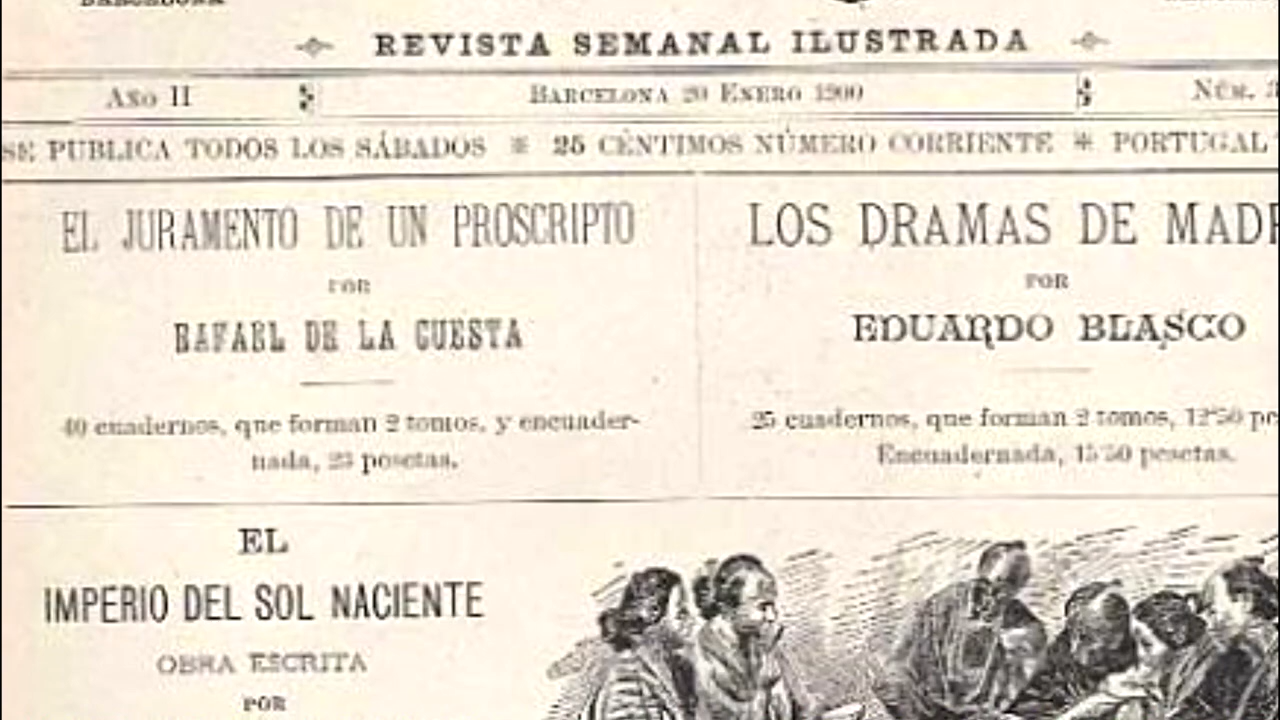 REVISTA SEMANAL ILUSTRADA
AÑO II
BARCELONA 20 ENERO 1900
NÚM.
SE PUBLICA TODOS LOS SÁBADOS * 25 CÉNTIMOS NÚMERO CORRIENTE * PORTUGAL
EL JURAMENTO DE UN PROSCRIPTO
POR
RAFAEL DE LA CUESTA
40 cuadernos, que forman 2 tomos, y encuader-
nada, 23 pesetas.
LOS DRAMAS DE
POR
EDUARDO BLASCO
25 cuadernos, que forman 2 tomos, 12'50
Encuadernada, 15'50 pesetas.
EL
IMPERIO DEL SOL NACIENTE
OBRA ESCRITA
POR